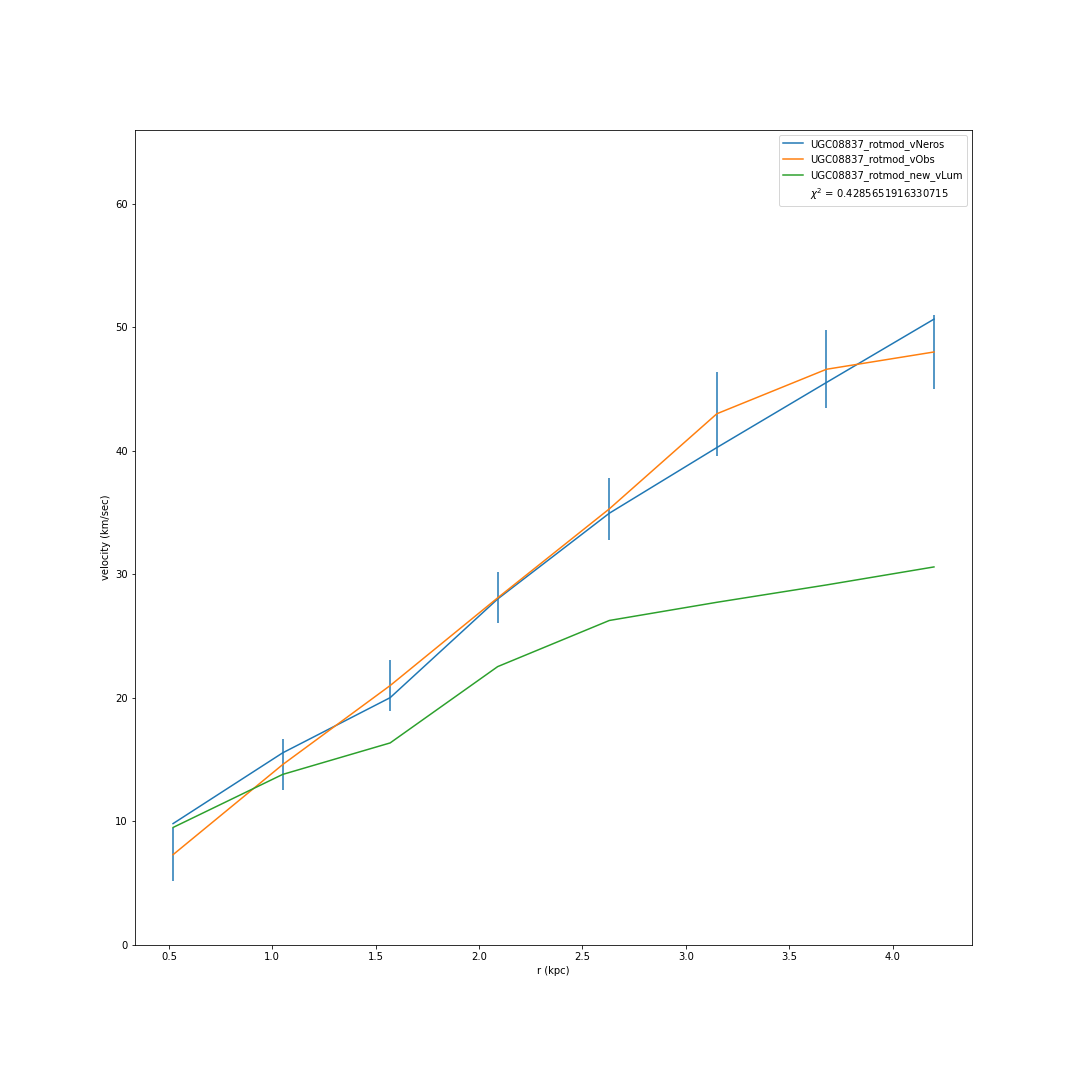 UGC08837_rotmod_vNeros
UGC08837_rotmod_vObs
UGC08837_rotmod_new_vLum
χ² = 0.4285651916330715
60
50
40
30
20
10
0
velocity (km/sec)
0.5 1.0 1.5 2.0 2.5 3.0 3.5 4.0
r (kpc)